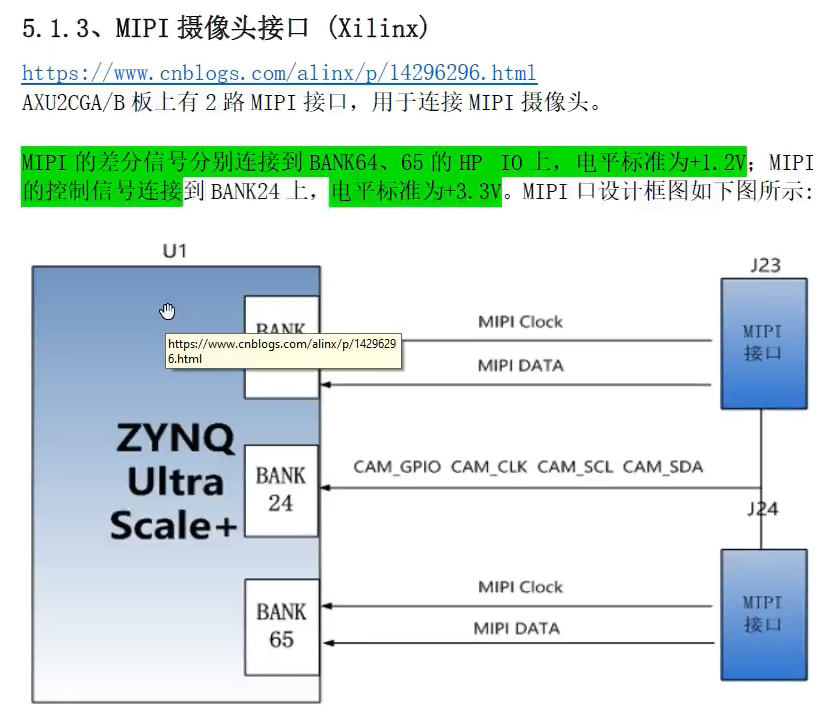 5.1.3、MIPI 摄像头接口 (Xilinx)
https://www.cnblogs.com/alinx/p/14296296.html
AXU2CGA/B 板上有 2 路 MIPI 接口，用于连接 MIPI 摄像头。
MIPI 的差分信号分别连接到 BANK64、65 的 HP IO 上，电平标准为+1.2V；MIPI
的控制信号连接到 BANK24 上，电平标准为+3.3V。MIPI 口设计框图如下图所示:
U1
J23
BANK
MIPI Clock
MIPI
接口
https://www.cnblogs.com/alinx/p/1429629
6.html
MIPI DATA
ZYNQ
Ultra
Scale+
BANK
24
CAM_GPIO CAM_CLK CAM_SCL CAM_SDA
J24
BANK
65
MIPI Clock
MIPI DATA
MIPI
接口